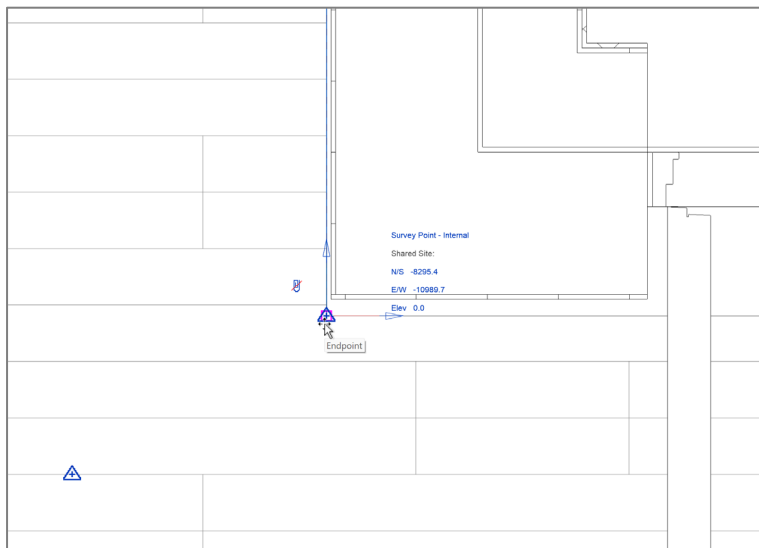 Survey Point - Internal
Shared Site:
N/S -8295.4
E/W -10989.7
Elev 0.0
Endpoint